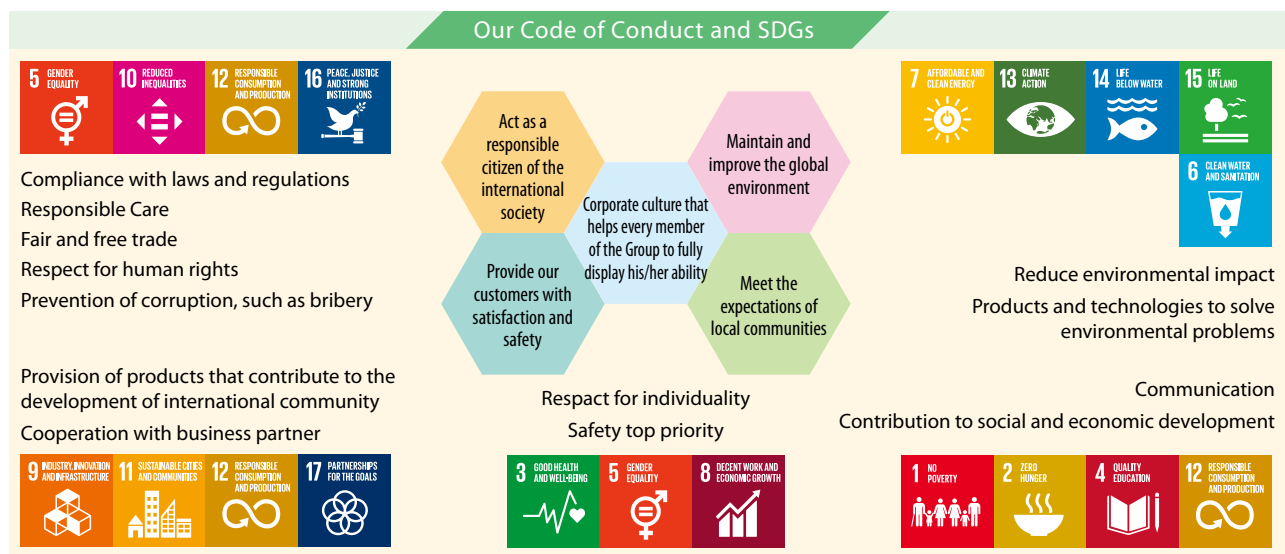 Our Code of Conduct and SDGs
5 GENDER
EQUALITY
10 REDUCED
INEQUALITIES
12 RESPONSIBLE
CONSUMPTION
AND PRODUCTION
16 PEACE, JUSTICE
AND STRONG
INSTITUTIONS
Compliance with laws and regulations
Responsible Care
Fair and free trade
Respect for human rights
Prevention of corruption, such as bribery
Act as a
responsible
citizen of the
international
society
Maintain and
improve the global
environment
Corporate culture that
helps every member
of the Group to fully
display his/her ability
Provide our
customers with
satisfaction and
safety
Meet the
expectations of
local communities
7 AFFORDABLE AND
CLEAN ENERGY
13 CLIMATE
ACTION
14 LIFE
BELOW WATER
15 LIFE
ON LAND
6 CLEAN WATER
AND SANITATION
Reduce environmental impact
Products and technologies to solve
environmental problems
Provision of products that contribute to the
development of international community
Cooperation with business partner
9 INDUSTRY, INNOVATION
AND INFRASTRUCTURE
11 SUSTAINABLE CITIES
AND COMMUNITIES
12 RESPONSIBLE
CONSUMPTION
AND PRODUCTION
17 PARTNERSHIPS
FOR THE GOALS
Respact for individuality
Safety top priority
3 GOOD HEALTH
AND WELL-BEING
5 GENDER
EQUALITY
8 DECENT WORK AND
ECONOMIC GROWTH
Communication
Contribution to social and economic development
1 NO
POVERTY
2 ZERO
HUNGER
4 QUALITY
EDUCATION
12 RESPONSIBLE
CONSUMPTION
AND PRODUCTION